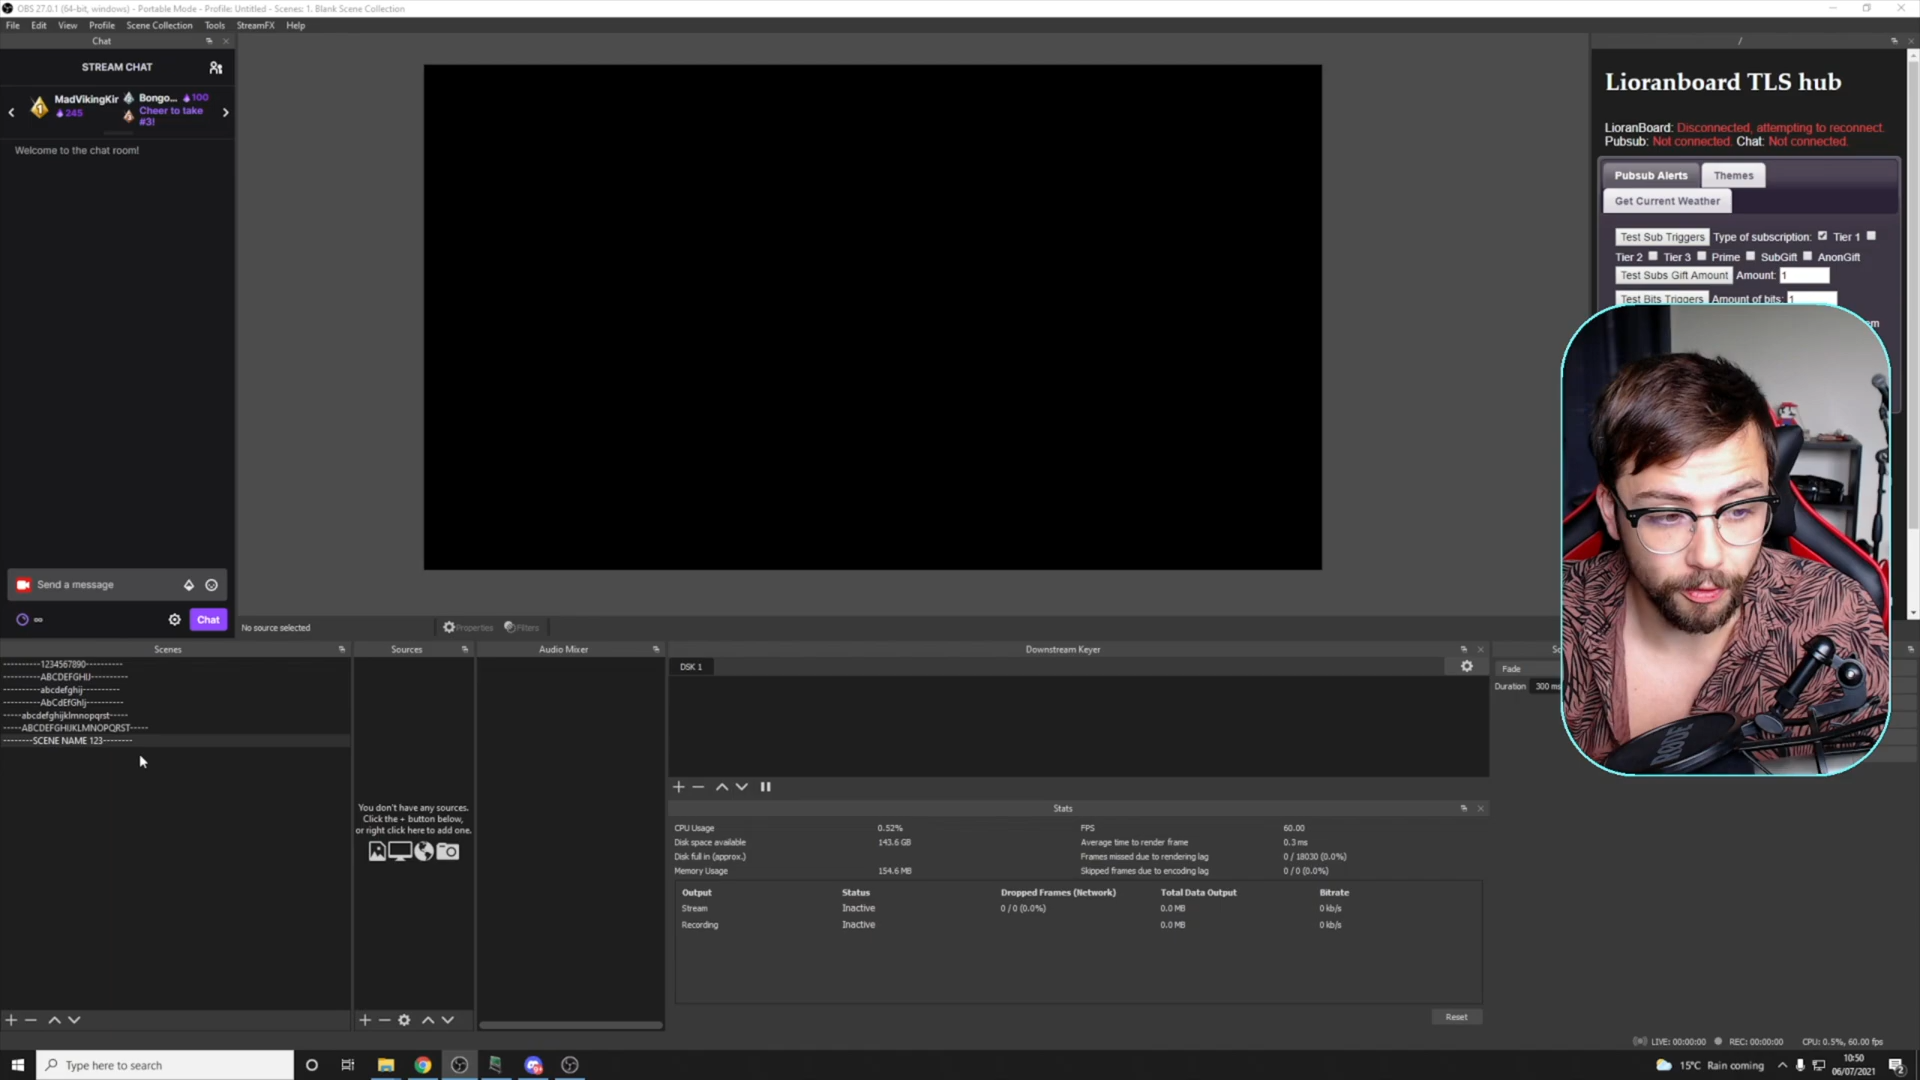 OBS 27.0.1 (64-bit, windows) - Portable Mode - Profile: Untitled - Scenes: 1. Blank Scene Collection
File Edit View Profile Scene Collection Tools StreamFX Help
Chat
STREAM CHAT
MadVikingKir
245
Bongo... 100
Cheer to take
#3!
Welcome to the chat room!
Send a message
Chat
/
Lioranboard TLS hub
LioranBoard: Disconnected, attempting to reconnect.
Pubsub: Not connected. Chat: Not connected.
Pubsub Alerts Themes
Get Current Weather
Test Sub Triggers Type of subscription: Tier 1
Tier 2 Tier 3 Prime SubGift AnonGift
Test Subs Gift Amount Amount: 1
Test Bits Triggers Amount of bits: 1
No source selected Properties Filters
Scenes
----------1234567890----------
----------ABCDEFGHIJ----------
----------abcdefghij----------
----------AbCdEfGhIj----------
-----abcdefghijklmnopqrst-----
-----ABCDEFGHIJKLMNOPQRST-----
--------SCENE NAME 123--------
Sources
You don't have any sources.
Click the + button below,
or right click here to add one.
Audio Mixer
Downstream Keyer
DSK 1
Fade
Duration 300 ms
Stats
CPU Usage 0.52% FPS 60.00
Disk space available 143.6 GB Average time to render frame 0.3 ms
Disk full in (approx.) Frames missed due to rendering lag 0 / 18030 (0.0%)
Memory Usage 154.6 MB Skipped frames due to encoding lag 0 / 0 (0.0%)
Output Status Dropped Frames (Network) Total Data Output Bitrate
Stream Inactive 0 / 0 (0.0%) 0.0 MB 0 kb/s
Recording Inactive 0.0 MB 0 kb/s
Reset
LIVE: 00:00:00 REC: 00:00:00 CPU: 0.5%, 60.00 fps
Type here to search
15°C Rain coming
10:50
06/07/2021
RØDE